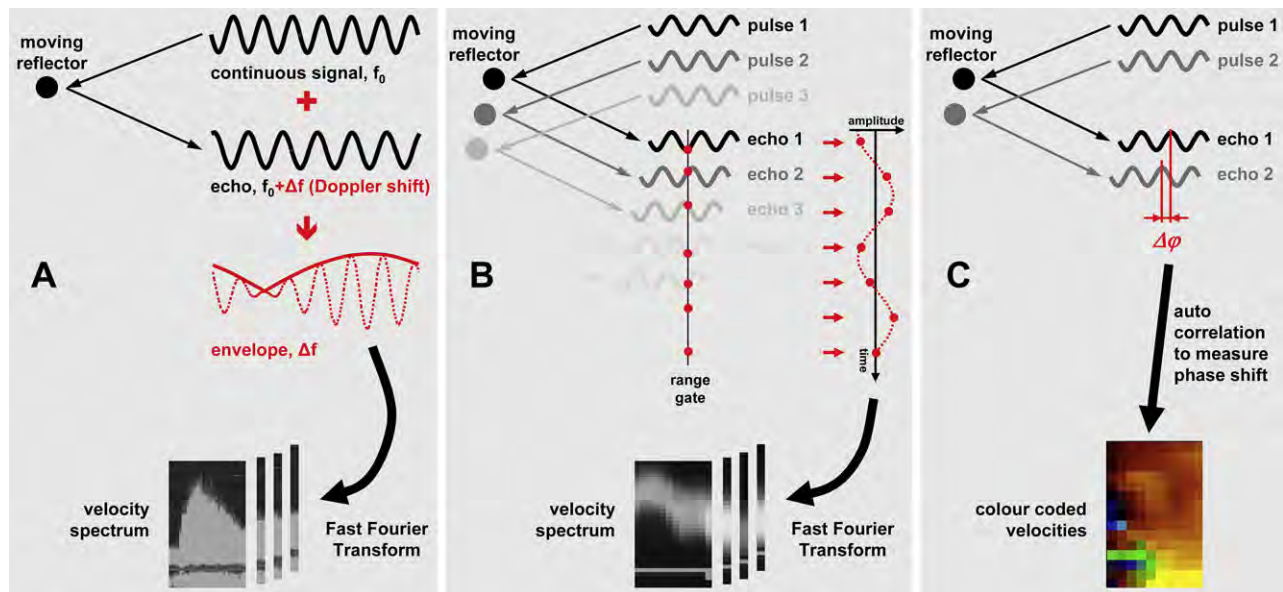 moving
reflector
continuous signal, f0
+
echo, f0+Δf (Doppler shift)
A
envelope, Δf
velocity
spectrum
Fast Fourier
Transform
moving
reflector
pulse 1
pulse 2
pulse 3
amplitude
echo 1
echo 2
echo 3
B
time
range
gate
velocity
spectrum
Fast Fourier
Transform
moving
reflector
pulse 1
pulse 2
echo 1
echo 2
Δφ
C
auto
correlation
to measure
phase shift
colour coded
velocities